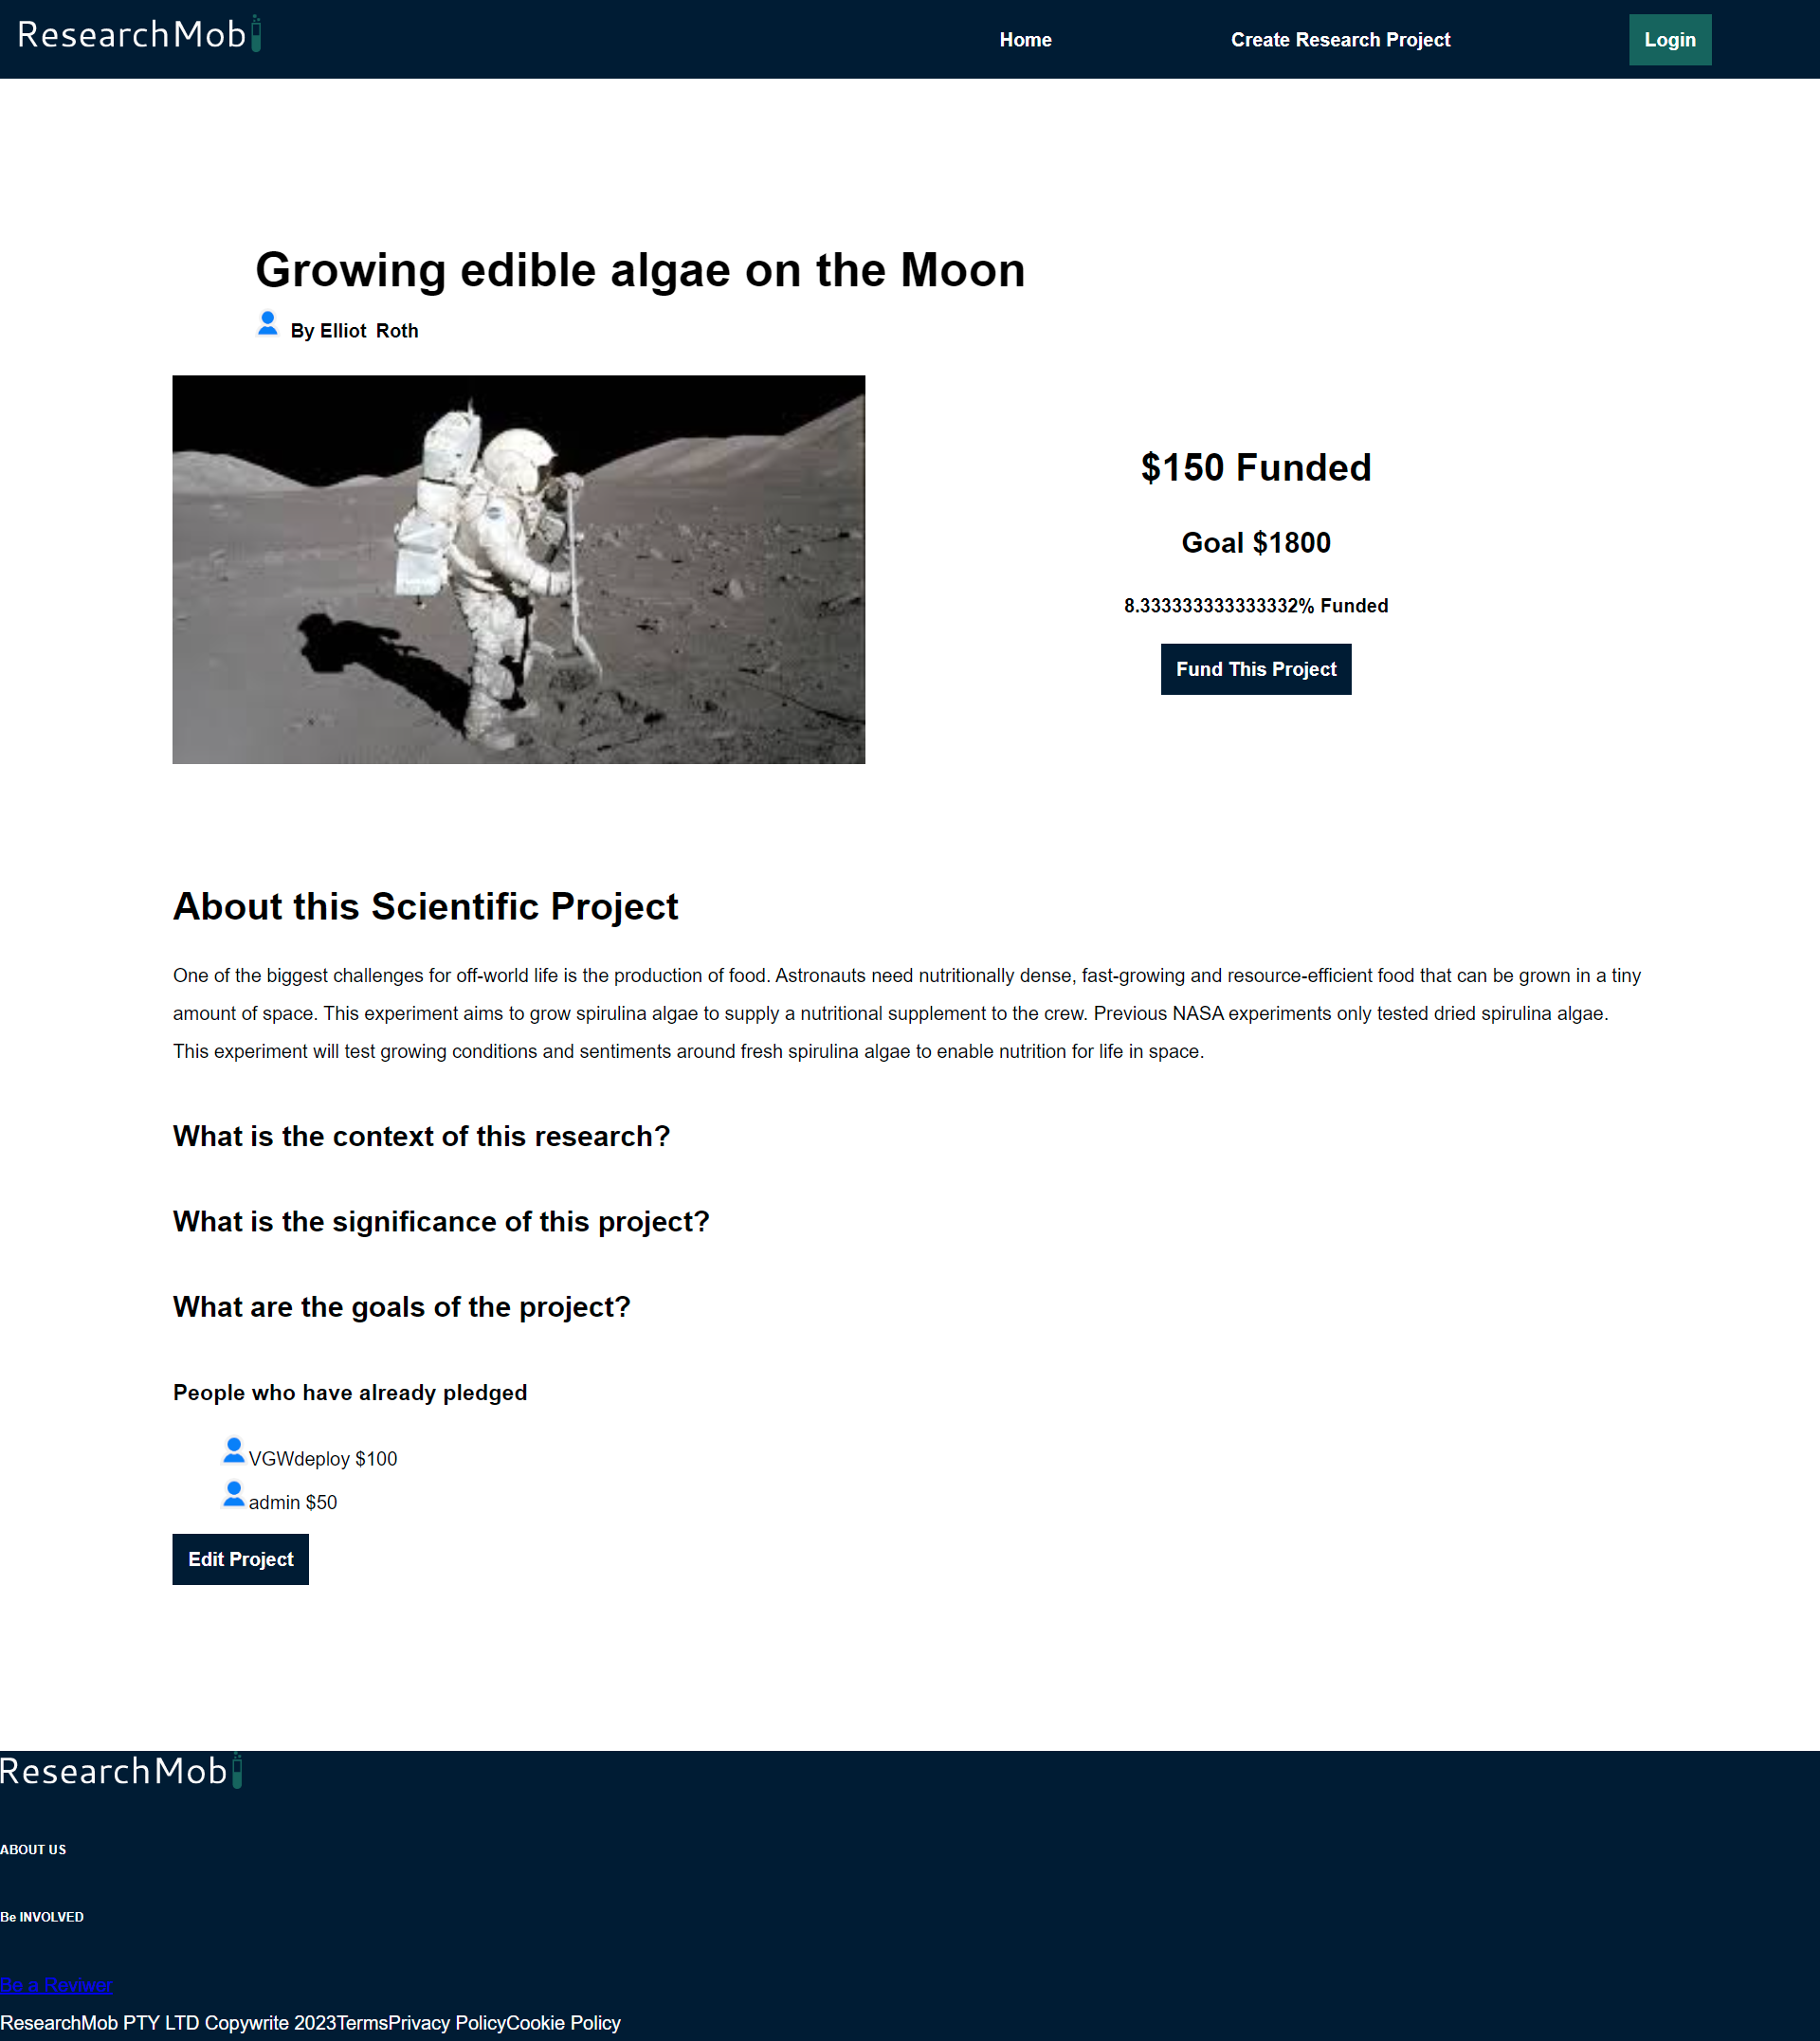 ResearchMob
Home
Create Research Project
Login
Growing edible algae on the Moon
By Elliot Roth
$150 Funded
Goal $1800
8.333333333333332% Funded
Fund This Project
About this Scientific Project
One of the biggest challenges for off-world life is the production of food. Astronauts need nutritionally dense, fast-growing and resource-efficient food that can be grown in a tiny
amount of space. This experiment aims to grow spirulina algae to supply a nutritional supplement to the crew. Previous NASA experiments only tested dried spirulina algae.
This experiment will test growing conditions and sentiments around fresh spirulina algae to enable nutrition for life in space.
What is the context of this research?
What is the significance of this project?
What are the goals of the project?
People who have already pledged
VGWdeploy $100
admin $50
Edit Project
ResearchMob
ABOUT US
Be INVOLVED
Be a Reviwer
ResearchMob PTY LTD Copywrite 2023TermsPrivacy PolicyCookie Policy